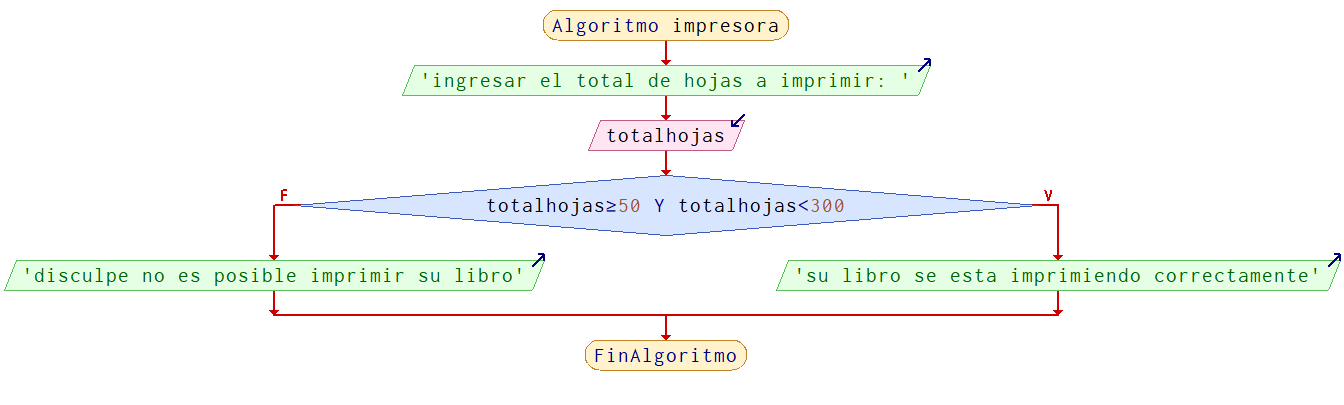 Algoritmo impresora
'ingresar el total de hojas a imprimir: '
totalhojas
F
V
totalhojas≥50 Y totalhojas<300
'disculpe no es posible imprimir su libro'
'su libro se esta imprimiendo correctamente'
FinAlgoritmo